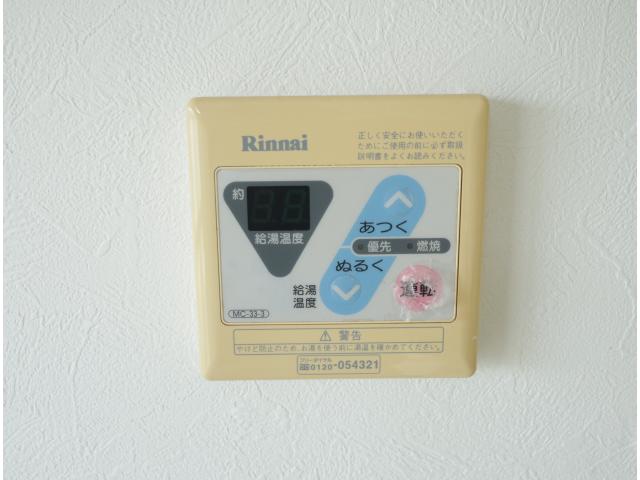 Rinnai
正しく安全にお使いいただく
ためにご使用の前に必ず取扱
説明書をよくお読みください。
約
給湯温度
あつく
優先 燃焼
ぬるく
給湯
温度
MC-33-3
警告
やけど防止のため、お湯を使う前に湯温を確かめてください。
フリーダイヤル
0120-054321